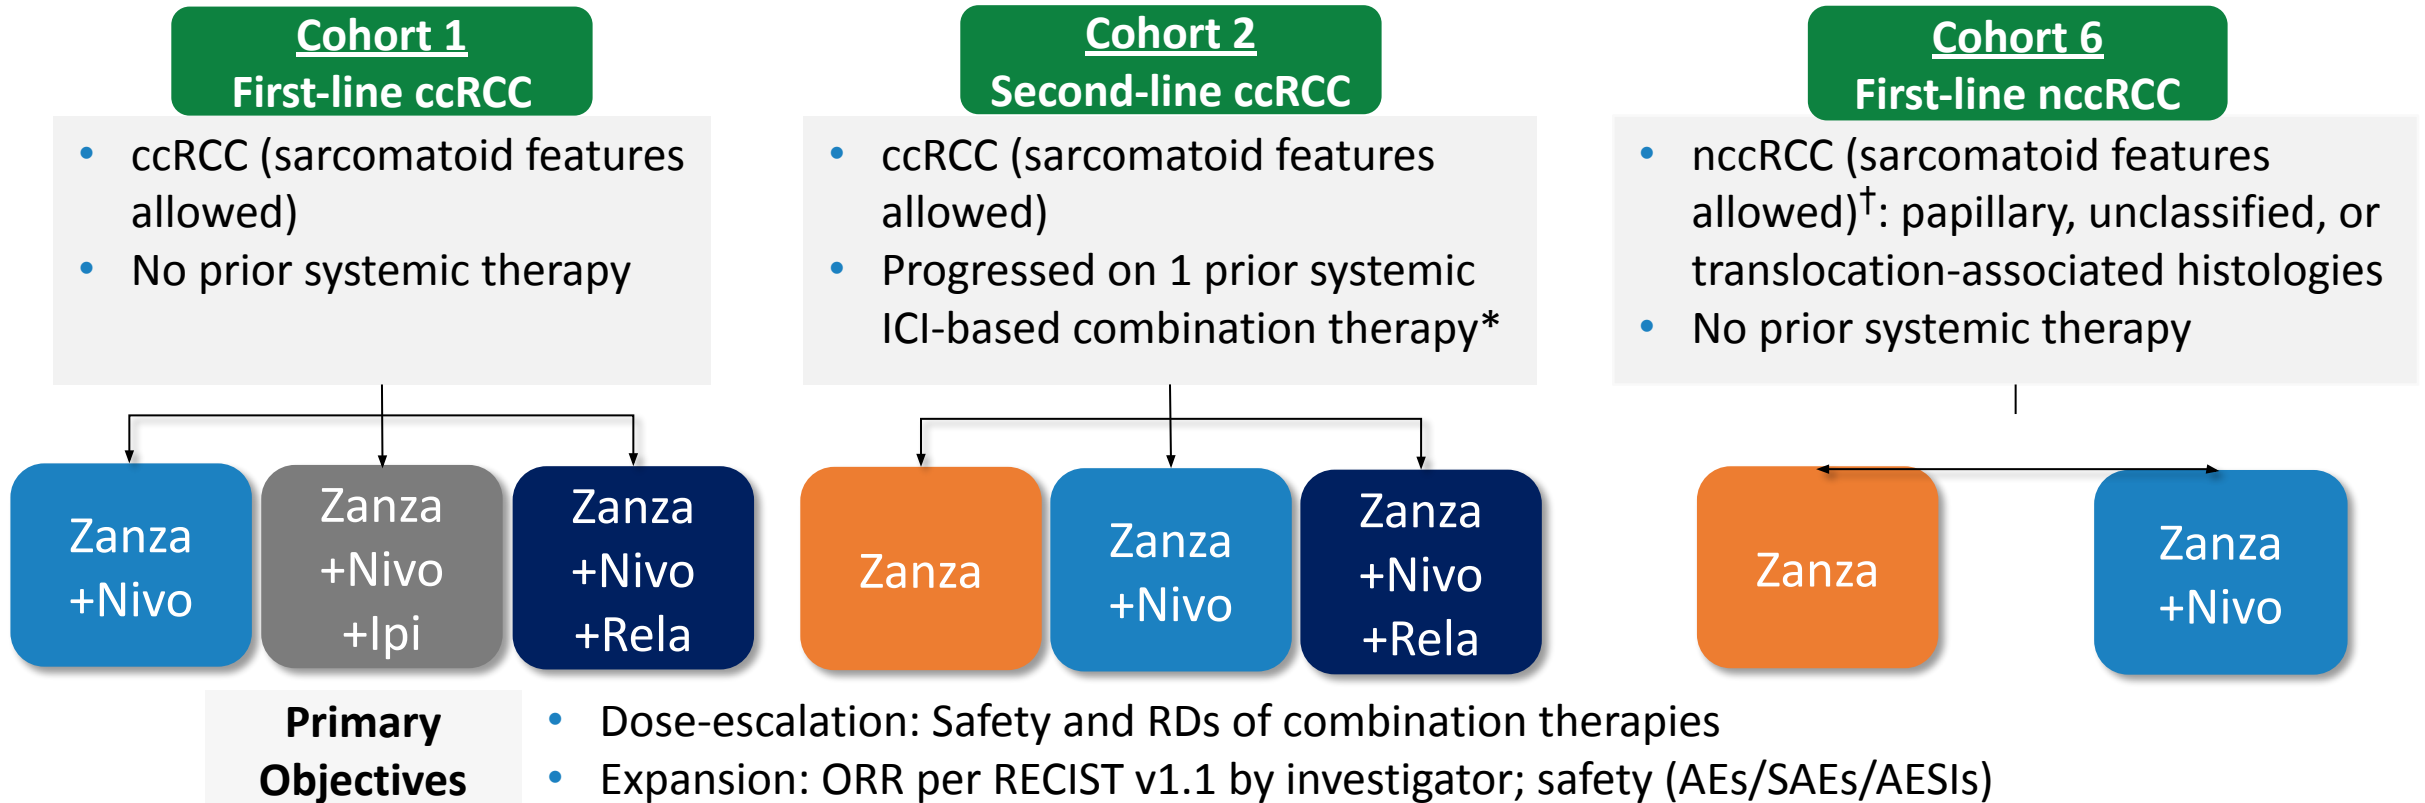 Cohort 1
First-line ccRCC
• ccRCC (sarcomatoid features
allowed)
• No prior systemic therapy
Zanza
+Nivo
Zanza
+Nivo
+Ipi
Zanza
+Nivo
+Rela
Cohort 2
Second-line ccRCC
• ccRCC (sarcomatoid features
allowed)
• Progressed on 1 prior systemic
ICI-based combination therapy*
Zanza
Zanza
+Nivo
Zanza
+Nivo
+Rela
Cohort 6
First-line nccRCC
• nccRCC (sarcomatoid features
allowed)†: papillary, unclassified, or
translocation-associated histologies
• No prior systemic therapy
Zanza
Zanza
+Nivo
Primary
Objectives
• Dose-escalation: Safety and RDs of combination therapies
• Expansion: ORR per RECIST v1.1 by investigator; safety (AEs/SAEs/AESIs)